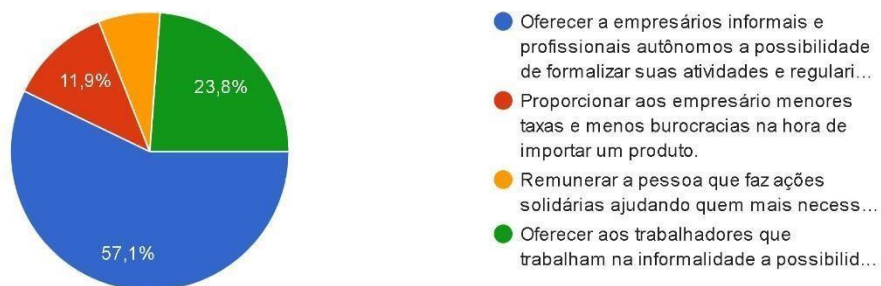 11,9%
23,8%
57,1%
Oferecer a empresários informais e
profissionais autônomos a possibilidade
de formalizar suas atividades e regulari...
Proporcionar aos empresário menores
taxas e menos burocracias na hora de
importar um produto.
Remunerar a pessoa que faz ações
solidárias ajudando quem mais necess...
Oferecer aos trabalhadores que
trabalham na informalidade a possibilid...